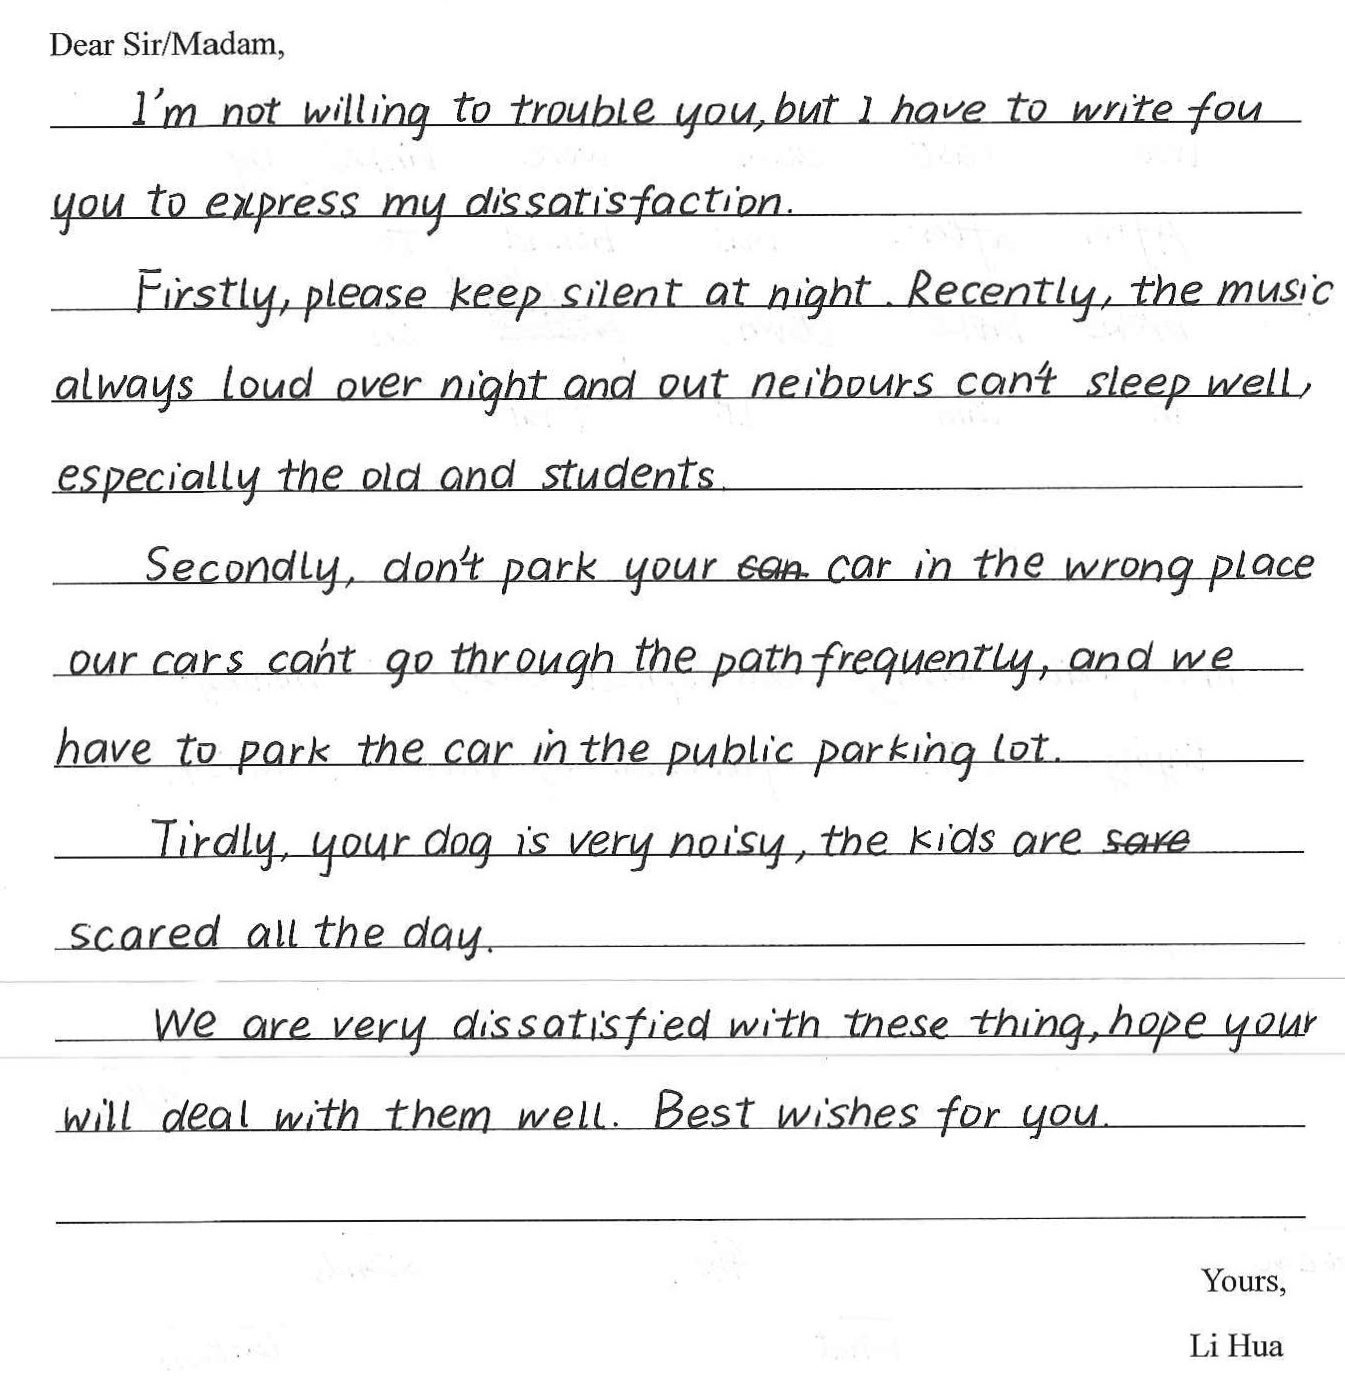 Dear Sir/Madam,
I'm not willing to trouble you, but I have to write fou
you to express my dissatisfaction.
Firstly, please keep silent at night. Recently, the music
always loud over night and out neibours can't sleep well,
especially the old and students.
Secondly, don't park your can car in the wrong place
our cars can't go through the path frequently, and we
have to park the car in the public parking lot.
Tirdly, your dog is very noisy, the kids are sare
scared all the day.
We are very dissatisfied with these thing, hope your
will deal with them well. Best wishes for you.
Yours,
Li Hua